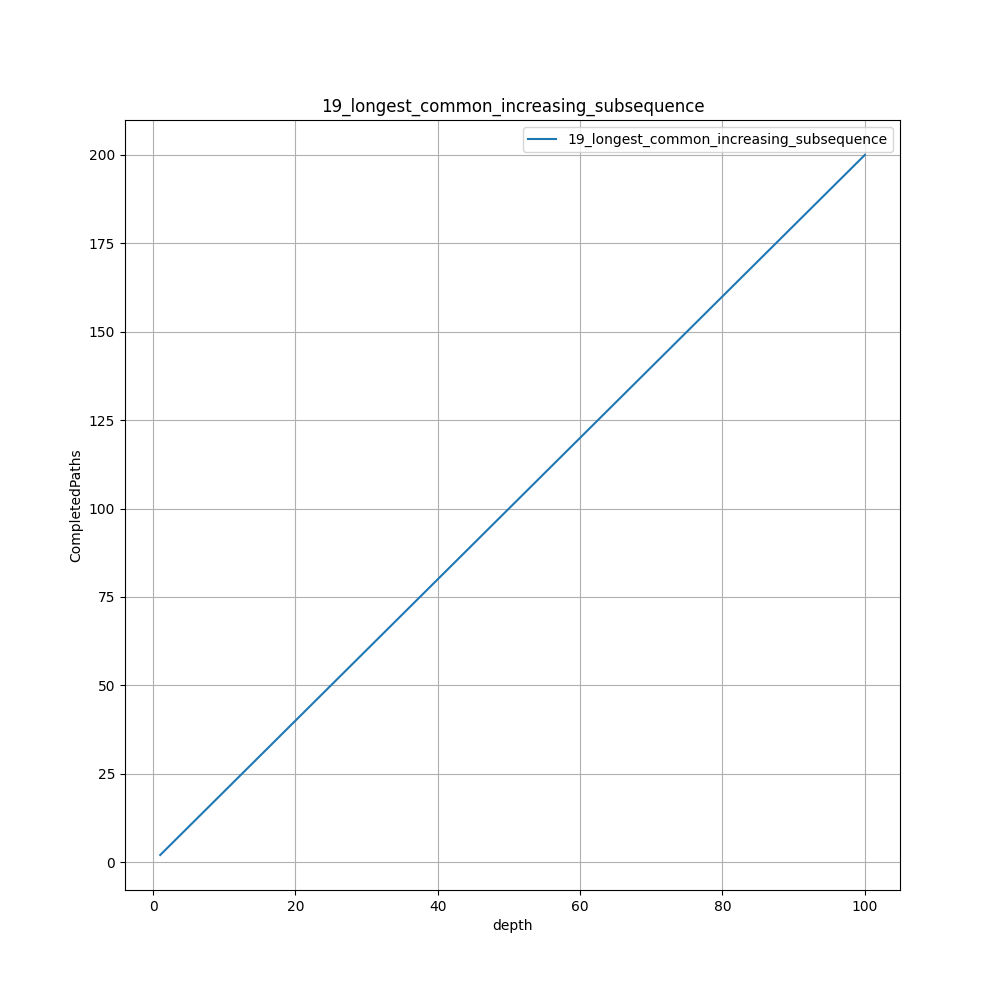 19_longest_common_increasing_subsequence
19_longest_common_increasing_subsequence
200
175
150
125
100
75
50
25
0
CompletedPaths
0 20 40 60 80 100
depth